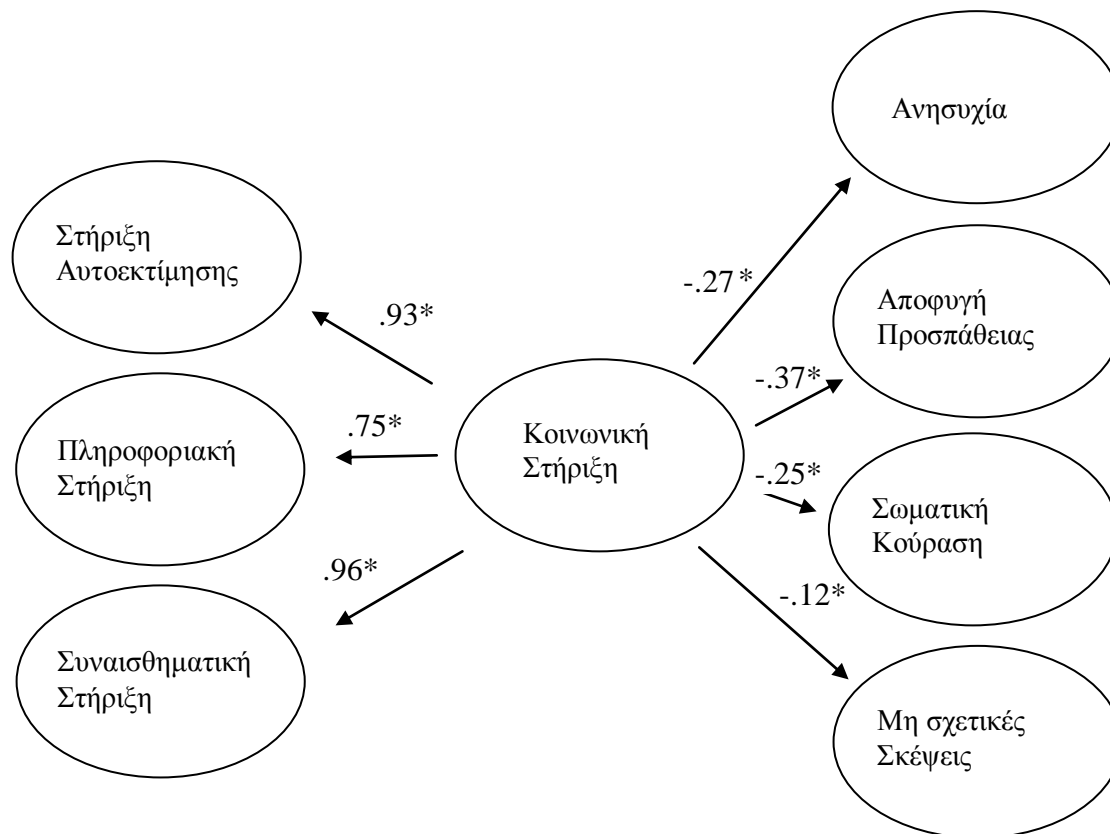 Ανησυχία
Στήριξη
Αυτοεκτίμησης
-.27*
Αποφυγή
Προσπάθειας
.93*
-.37*
Πληροφοριακή
Στήριξη
.75*
Κοινωνική
Στήριξη
-.25*
Σωματική
Κούραση
.96*
-.12*
Συναισθηματική
Στήριξη
Μη σχετικές
Σκέψεις